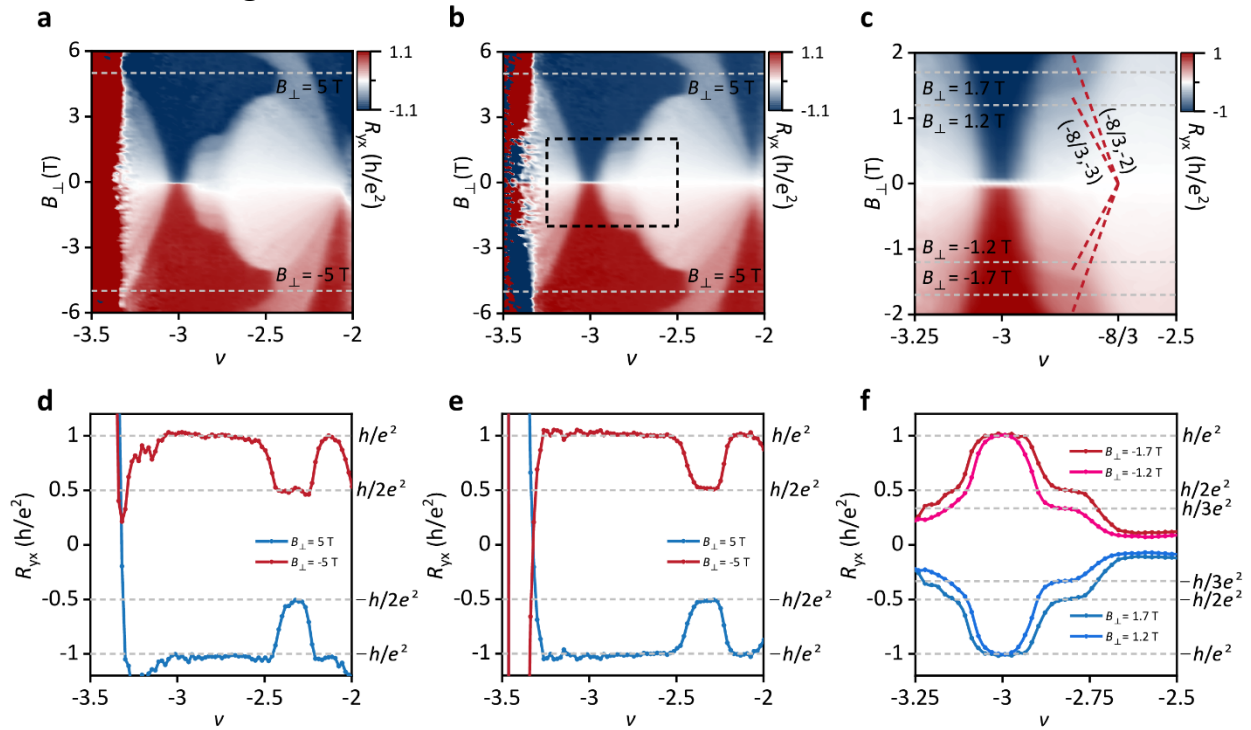 a
6
3
0
-3
-6
B⊥(T)
B⊥= 5 T
B⊥= -5 T
-3.5
-3
-2.5
-2
ν
1.1
-1.1
Ryx (h/e²)
b
6
3
0
-3
-6
B⊥(T)
B⊥= 5 T
B⊥= -5 T
-3.5
-3
-2.5
-2
ν
1.1
-1.1
Ryx (h/e²)
c
2
1
0
-1
-2
B⊥(T)
B⊥= 1.7 T
B⊥= 1.2 T
(-8/3, -3)
(-8/3,-2)
B⊥= -1.2 T
B⊥= -1.7 T
-3.25
-3
-8/3
-2.5
ν
1
-1
Ryx (h/e²)
d
1
0.5
0
-0.5
-1
Ryx (h/e²)
h/e²
h/2e²
B⊥= 5 T
B⊥= -5 T
−h/2e²
−h/e²
-3.5
-3
-2.5
-2
ν
e
1
0.5
0
-0.5
-1
Ryx (h/e²)
h/e²
h/2e²
B⊥= 5 T
B⊥= -5 T
−h/2e²
−h/e²
-3.5
-3
-2.5
-2
ν
f
1
0.5
0
-0.5
-1
Ryx (h/e²)
h/e²
B⊥= -1.7 T
B⊥= -1.2 T
h/2e²
h/3e²
−h/3e²
−h/2e²
B⊥= 1.7 T
B⊥= 1.2 T
−h/e²
-3.25
-3
-2.75
-2.5
ν